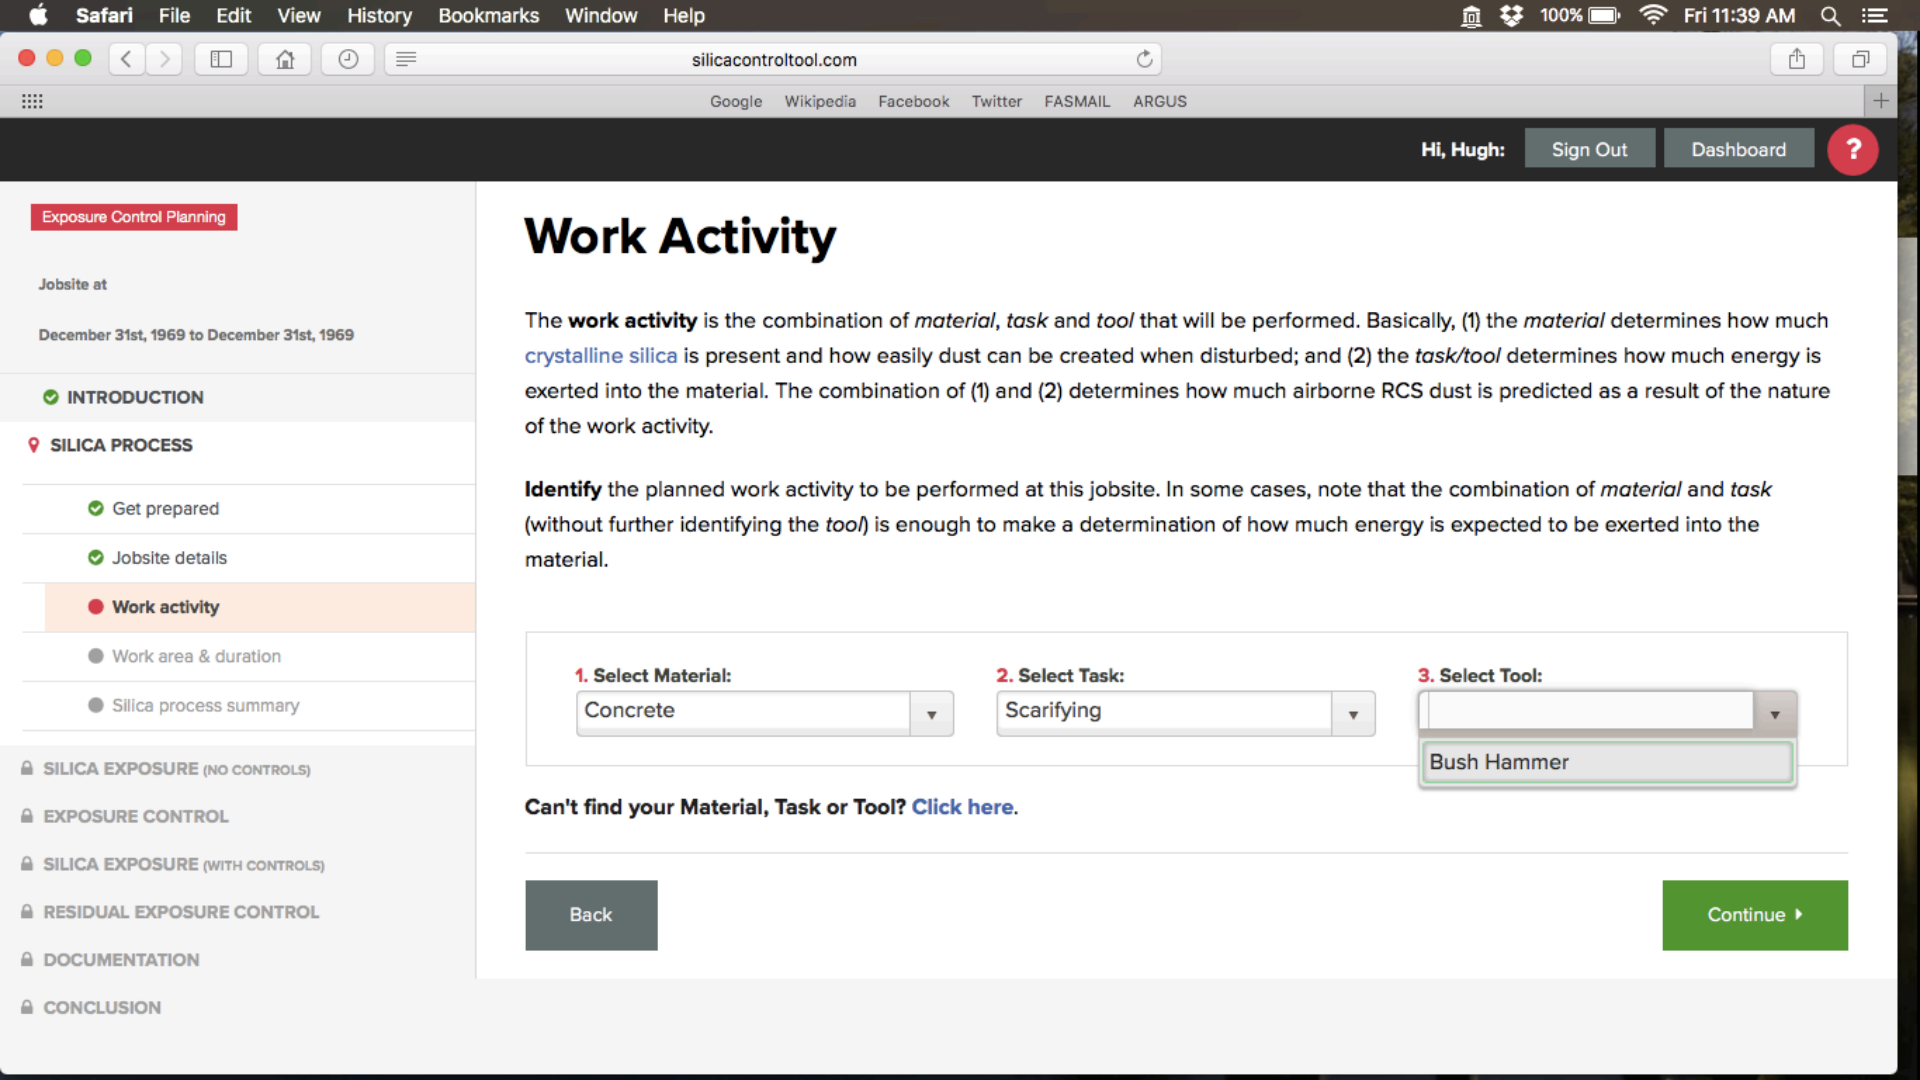 Safari File Edit View History Bookmarks Window Help 100% Fri 11:39 AM
silicacontroltool.com
Google Wikipedia Facebook Twitter FASMAIL ARGUS
Hi, Hugh: Sign Out Dashboard ?
Exposure Control Planning
Jobsite at
December 31st, 1969 to December 31st, 1969
INTRODUCTION
SILICA PROCESS
Get prepared
Jobsite details
Work activity
Work area & duration
Silica process summary
SILICA EXPOSURE (NO CONTROLS)
EXPOSURE CONTROL
SILICA EXPOSURE (WITH CONTROLS)
RESIDUAL EXPOSURE CONTROL
DOCUMENTATION
CONCLUSION
Work Activity
The work activity is the combination of material, task and tool that will be performed. Basically, (1) the material determines how much
crystalline silica is present and how easily dust can be created when disturbed; and (2) the task/tool determines how much energy is
exerted into the material. The combination of (1) and (2) determines how much airborne RCS dust is predicted as a result of the nature
of the work activity.
Identify the planned work activity to be performed at this jobsite. In some cases, note that the combination of material and task
(without further identifying the tool) is enough to make a determination of how much energy is expected to be exerted into the
material.
1. Select Material: 2. Select Task: 3. Select Tool:
Concrete Scarifying
Bush Hammer
Can't find your Material, Task or Tool? Click here.
Back Continue